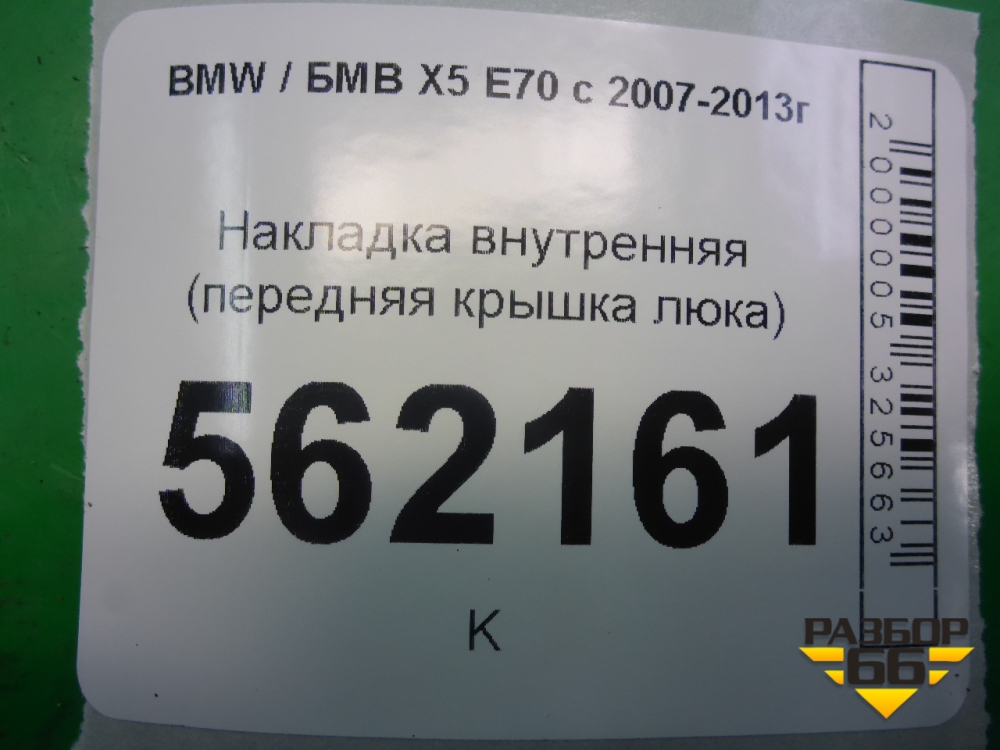 BMW / БМВ X5 E70 с 2007-2013г
Накладка внутренняя
(передняя крышка люка)
562161
К
2000005325663
РАЗБОР
66